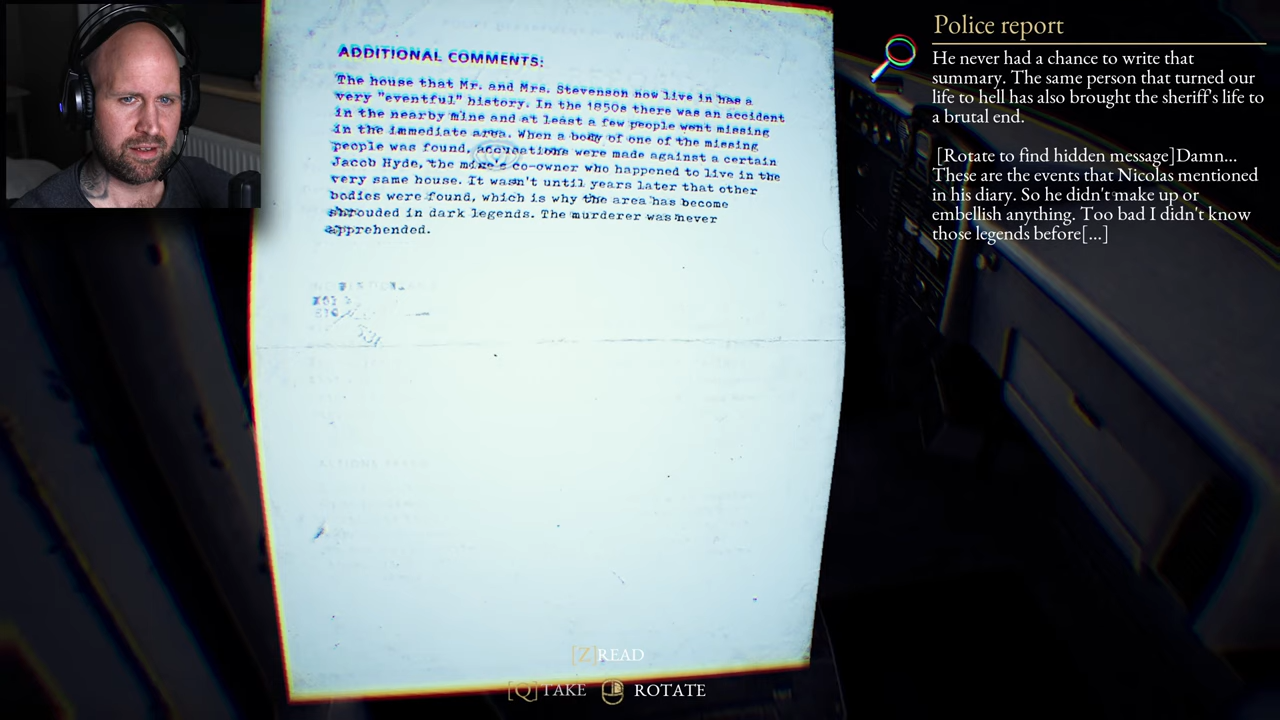 ADDITIONAL COMMENTS:
The house that Mr. and Mrs. Stevenson now live in has a
very "eventful" history. In the 1850s there was an accident
in the nearby mine and at least a few people went missing
in the immediate area. When a body of one of the missing
people was found, accusations were made against a certain
Jacob Hyde, the mine's co-owner who happened to live in the
very same house. It wasn't until years later that other
bodies were found, which is why the area has become
shrouded in dark legends. The murderer was never
apprehended.
[Z]READ
[Q]TAKE ROTATE
Police report
He never had a chance to write that
summary. The same person that turned our
life to hell has also brought the sheriff's life to
a brutal end.
[Rotate to find hidden message]Damn...
These are the events that Nicolas mentioned
in his diary. So he didn't make up or
embellish anything. Too bad I didn't know
those legends before[...]